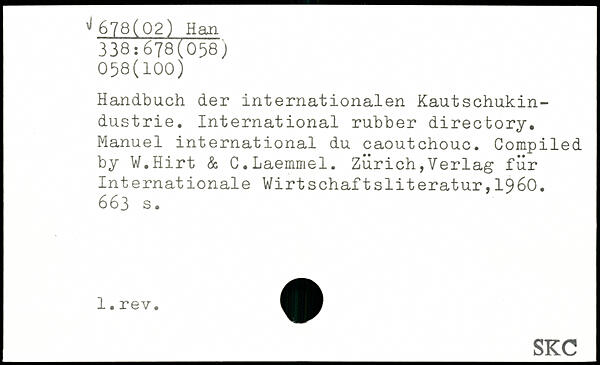 √ 678(02) Han
338:678(058)
058(100)
Handbuch der internationalen Kautschukin-
dustrie. International rubber directory.
Manuel international du caoutchouc. Compiled
by W.Hirt & C.Laemmel. Zürich,Verlag für
Internationale Wirtschaftsliteratur,1960.
663 s.
1.rev.
SKC